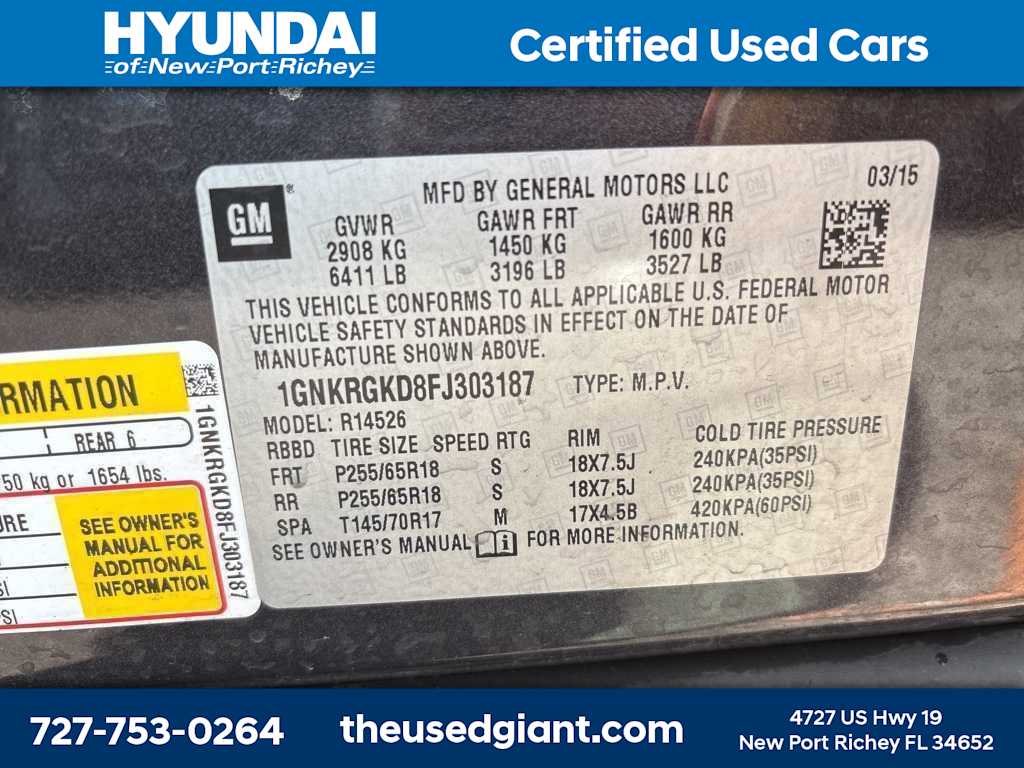 HYUNDAI
of New Port Richey
Certified Used Cars
GM
®
MFD BY GENERAL MOTORS LLC
03/15
GVWR GAWR FRT GAWR RR
2908 KG 1450 KG 1600 KG
6411 LB 3196 LB 3527 LB
THIS VEHICLE CONFORMS TO ALL APPLICABLE U.S. FEDERAL MOTOR
VEHICLE SAFETY STANDARDS IN EFFECT ON THE DATE OF
MANUFACTURE SHOWN ABOVE.
1GNKRGKD8FJ303187 TYPE: M.P.V.
MODEL: R14526
RBBD TIRE SIZE SPEED RTG RIM COLD TIRE PRESSURE
FRT P255/65R18 S 18X7.5J 240KPA(35PSI)
RR P255/65R18 S 18X7.5J 240KPA(35PSI)
SPA T145/70R17 M 17X4.5B 420KPA(60PSI)
SEE OWNER'S MANUAL i FOR MORE INFORMATION.
RMATION
REAR 6
50 kg or 1654 lbs.
URE
SEE OWNER'S
MANUAL FOR
ADDITIONAL
INFORMATION
SI
PSI
1GNKRGKD8FJ303187
727-753-0264
theusedgiant.com
4727 US Hwy 19
New Port Richey FL 34652